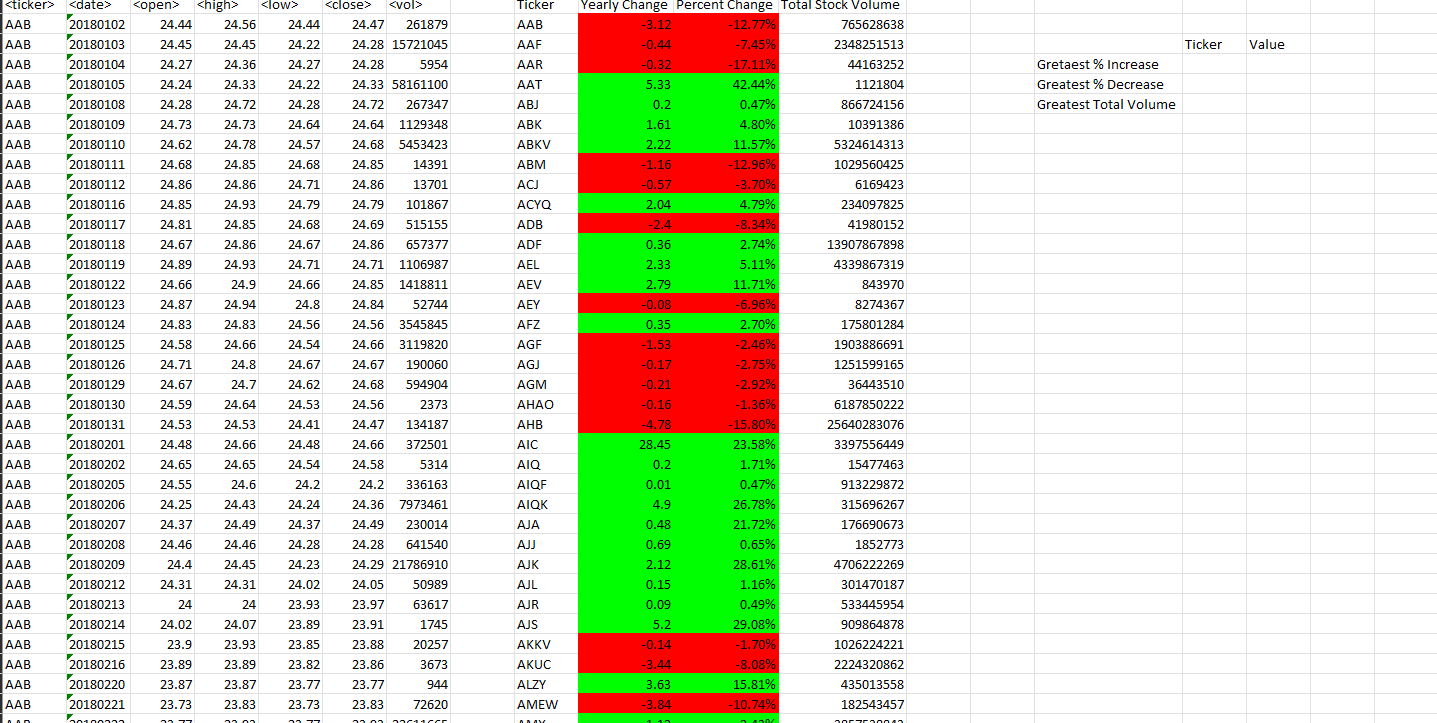 <ticker> <date> <open> <high> <low> <close> <vol> Ticker Yearly Change Percent Change Total Stock Volume
AAB 20180102 24.44 24.56 24.44 24.47 261879 AAB -3.12 -12.77% 765628638
AAB 20180103 24.45 24.45 24.22 24.28 15721045 AAF -0.44 -7.45% 2348251513 Ticker Value
AAB 20180104 24.27 24.36 24.27 24.28 5954 AAR -0.32 -17.11% 44163252 Gretaest % Increase
AAB 20180105 24.24 24.33 24.22 24.33 58161100 AAT 5.33 42.44% 1121804 Greatest % Decrease
AAB 20180108 24.28 24.72 24.28 24.72 267347 ABJ 0.2 0.47% 866724156 Greatest Total Volume
AAB 20180109 24.73 24.73 24.64 24.64 1129348 ABK 1.61 4.80% 10391386
AAB 20180110 24.62 24.78 24.57 24.68 5453423 ABKV 2.22 11.57% 5324614313
AAB 20180111 24.68 24.85 24.68 24.85 14391 ABM -1.16 -12.96% 1029560425
AAB 20180112 24.86 24.86 24.71 24.86 13701 ACJ -0.57 -3.70% 6169423
AAB 20180116 24.85 24.93 24.79 24.79 101867 ACYQ 2.04 4.79% 234097825
AAB 20180117 24.81 24.85 24.68 24.69 515155 ADB -2.4 -8.34% 41980152
AAB 20180118 24.67 24.86 24.67 24.86 657377 ADF 0.36 2.74% 13907867898
AAB 20180119 24.89 24.93 24.71 24.71 1106987 AEL 2.33 5.11% 4339867319
AAB 20180122 24.66 24.9 24.66 24.85 1418811 AEV 2.79 11.71% 843970
AAB 20180123 24.87 24.94 24.8 24.84 52744 AEY -0.08 -6.96% 8274367
AAB 20180124 24.83 24.83 24.56 24.56 3545845 AFZ 0.35 2.70% 175801284
AAB 20180125 24.58 24.66 24.54 24.66 3119820 AGF -1.53 -2.46% 1903886691
AAB 20180126 24.71 24.8 24.67 24.67 190060 AGJ -0.17 -2.75% 1251599165
AAB 20180129 24.67 24.7 24.62 24.68 594904 AGM -0.21 -2.92% 36443510
AAB 20180130 24.59 24.64 24.53 24.56 2373 AHAO -0.16 -1.36% 6187850222
AAB 20180131 24.53 24.53 24.41 24.47 134187 AHB -4.78 -15.80% 25640283076
AAB 20180201 24.48 24.66 24.48 24.66 372501 AIC 28.45 23.58% 3397556449
AAB 20180202 24.65 24.65 24.54 24.58 5314 AIQ 0.2 1.71% 15477463
AAB 20180205 24.55 24.6 24.2 24.2 336163 AIQF 0.01 0.47% 913229872
AAB 20180206 24.25 24.43 24.24 24.36 7973461 AIQK 4.9 26.78% 315696267
AAB 20180207 24.37 24.49 24.37 24.49 230014 AJA 0.48 21.72% 176690673
AAB 20180208 24.46 24.46 24.28 24.28 641540 AJJ 0.69 0.65% 1852773
AAB 20180209 24.4 24.45 24.23 24.29 21786910 AJK 2.12 28.61% 4706222269
AAB 20180212 24.31 24.31 24.02 24.05 50989 AJL 0.15 1.16% 301470187
AAB 20180213 24 24 23.93 23.97 63617 AJR 0.09 0.49% 533445954
AAB 20180214 24.02 24.07 23.89 23.91 1745 AJS 5.2 29.08% 909864878
AAB 20180215 23.9 23.93 23.85 23.88 20257 AKKV -0.14 -1.70% 1026224221
AAB 20180216 23.89 23.89 23.82 23.86 3673 AKUC -3.44 -8.08% 2224320862
AAB 20180220 23.87 23.87 23.77 23.77 944 ALZY 3.63 15.81% 435013558
AAB 20180221 23.73 23.83 23.73 23.83 72620 AMEW -3.84 -10.74% 182543457